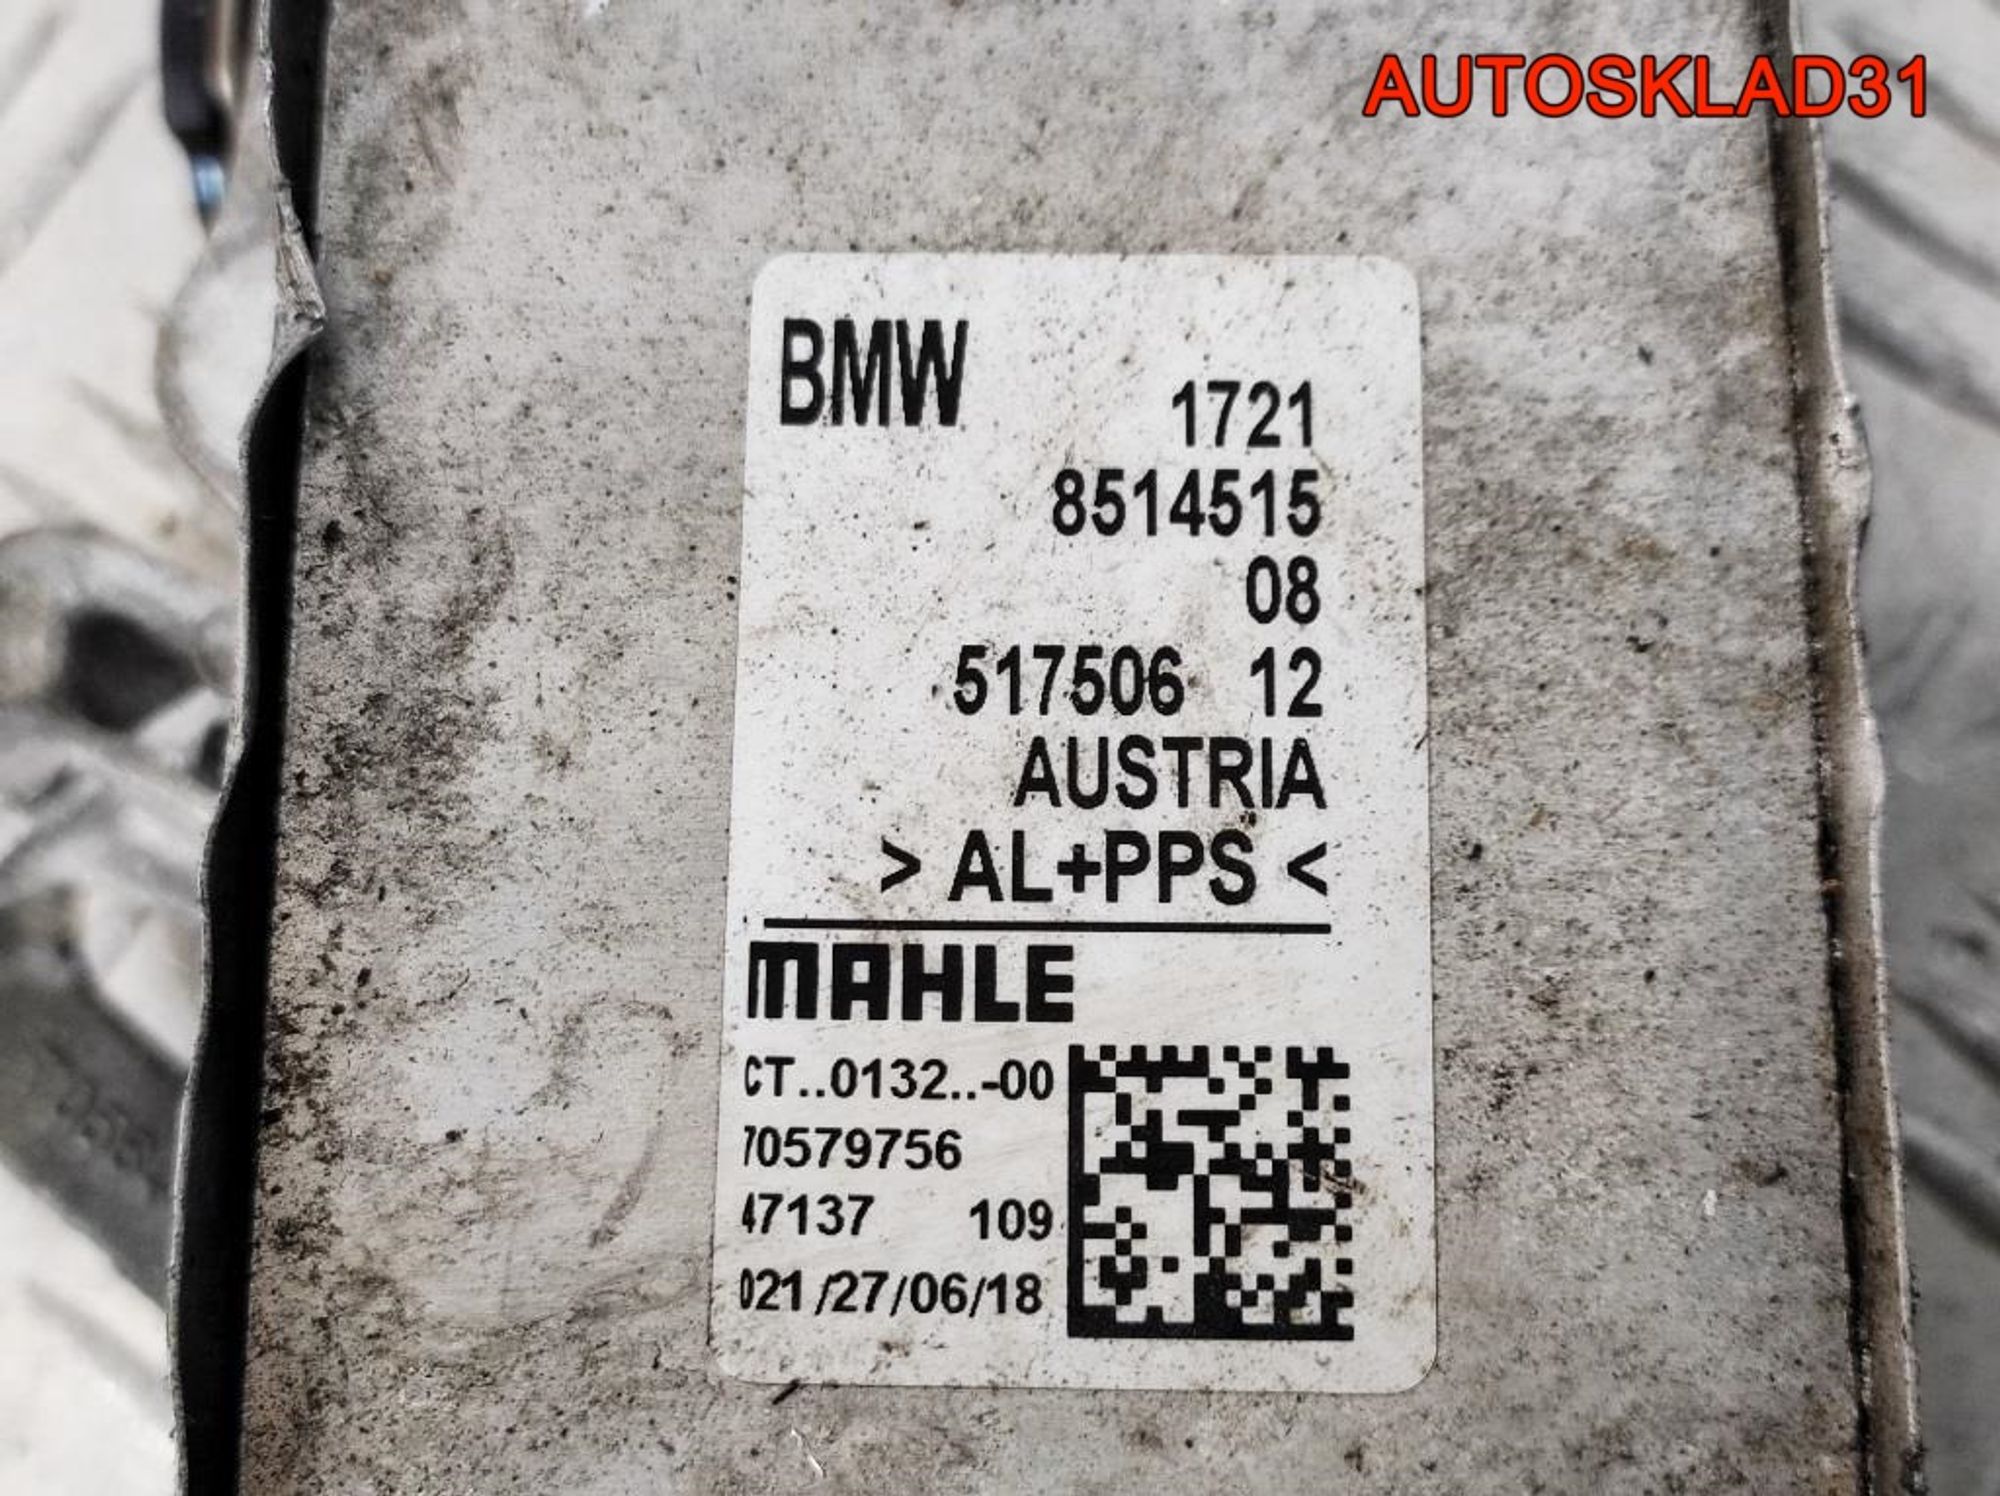 AUTOSKLAD31
BMW
1721
8514515
08
517506 12
AUSTRIA
> AL+PPS <
MAHLE
CT..0132..-00
70579756
47137 109
021/27/06/18